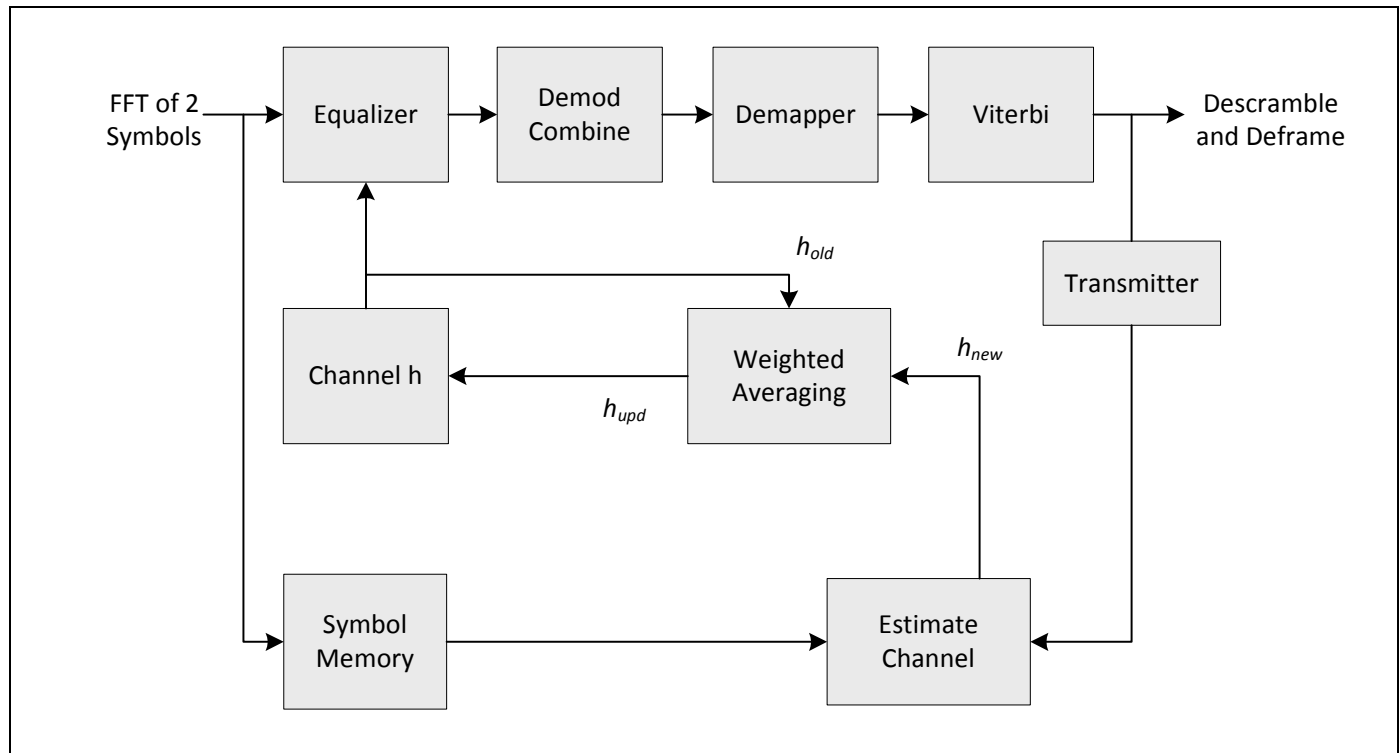 FFT of 2
Symbols
Equalizer
Demod
Combine
Demapper
Viterbi
Descramble
and Deframe
h_old
Transmitter
Channel h
Weighted
Averaging
h_new
h_upd
Symbol
Memory
Estimate
Channel